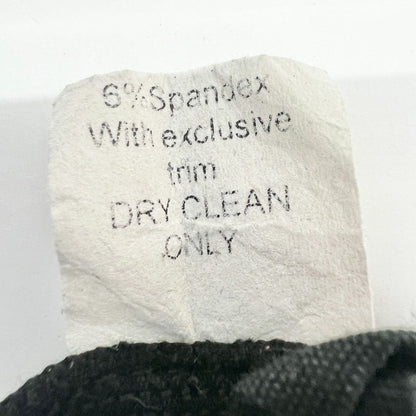 6%Spandex
With exclusive
trim
DRY CLEAN
ONLY